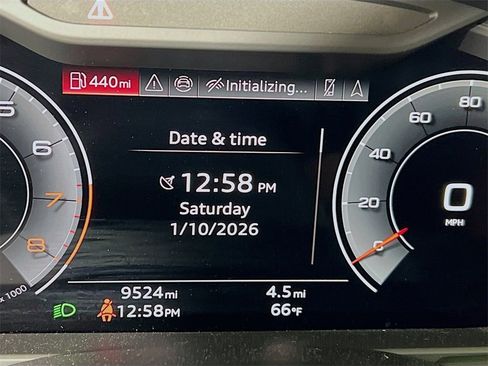 440mi Initializing...
Date & time
12:58 PM
Saturday
1/10/2026
5
6
7
8
x 1000
80
60
40
20
0
0
MPH
9524mi 4.5mi
12:58PM 66°F